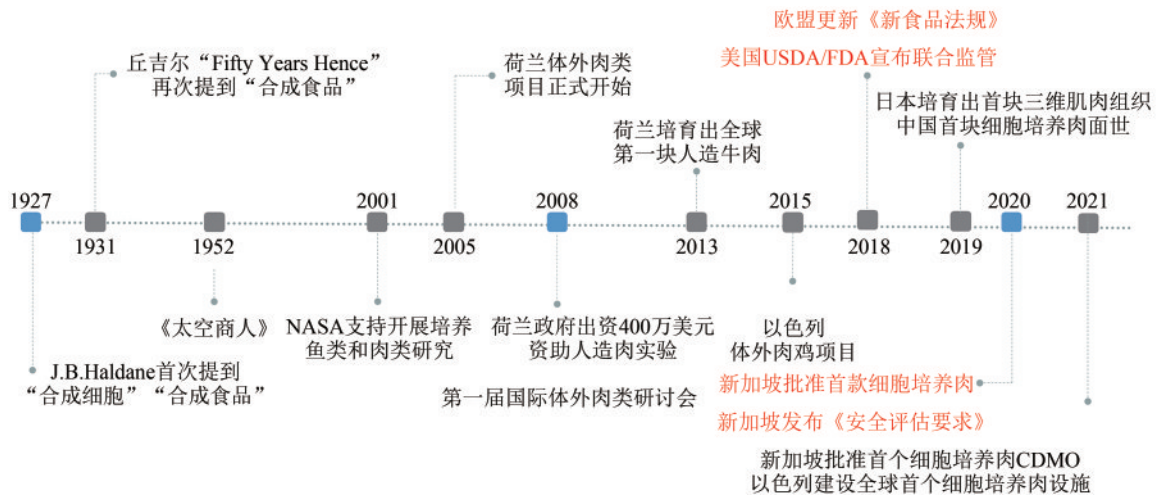 欧盟更新《新食品法规》
美国USDA/FDA宣布联合监管
丘吉尔“Fifty Years Hence”
再次提到“合成食品”
荷兰体外肉类
项目正式开始
日本培育出首块三维肌肉组织
中国首块细胞培养肉面世
荷兰培育出全球
第一块人造牛肉
1927
2001
2008
2015
2020
2021
1931
1952
2005
2013
2018
2019
《太空商人》
NASA支持开展培养
鱼类和肉类研究
荷兰政府出资400万美元
资助人造肉实验
以色列
体外肉鸡项目
J.B.Haldane首次提到
“合成细胞”“合成食品”
第一届国际体外肉类研讨会
新加坡批准首款细胞培养肉
新加坡发布《安全评估要求》
新加坡批准首个细胞培养肉CDMO
以色列建设全球首个细胞培养肉设施